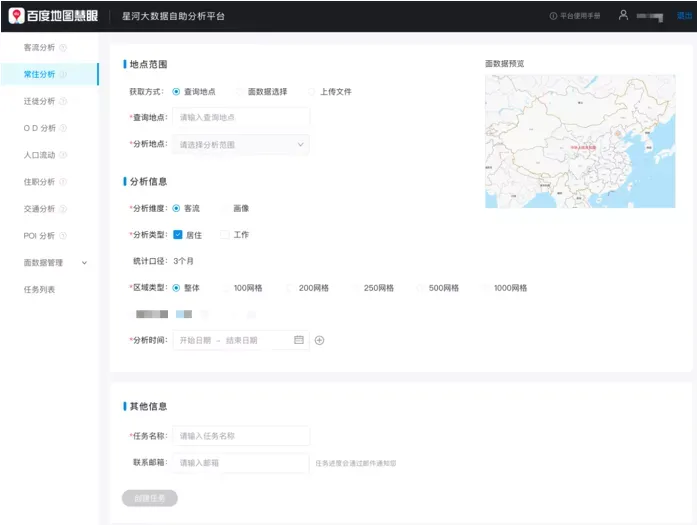 百度地图慧眼 星河大数据自助分析平台 平台使用手册 退出
客流分析
常住分析
迁徙分析
OD 分析
人口流动
住职分析
交通分析
POI 分析
面数据管理
任务列表
地点范围
获取方式： 查询地点 面数据选择 上传文件
*查询地点： 请输入查询地点
*分析地点： 请选择分析范围
面数据预览
分析信息
*分析维度： 客流 画像
*分析类型： 居住 工作
统计口径： 3个月
*区域类型： 整体 100网格 200网格 250网格 500网格 1000网格
*分析时间： 开始日期 - 结束日期
其他信息
*任务名称： 请输入任务名称
联系邮箱： 请输入邮箱 任务进度会通过邮件通知您
创建任务